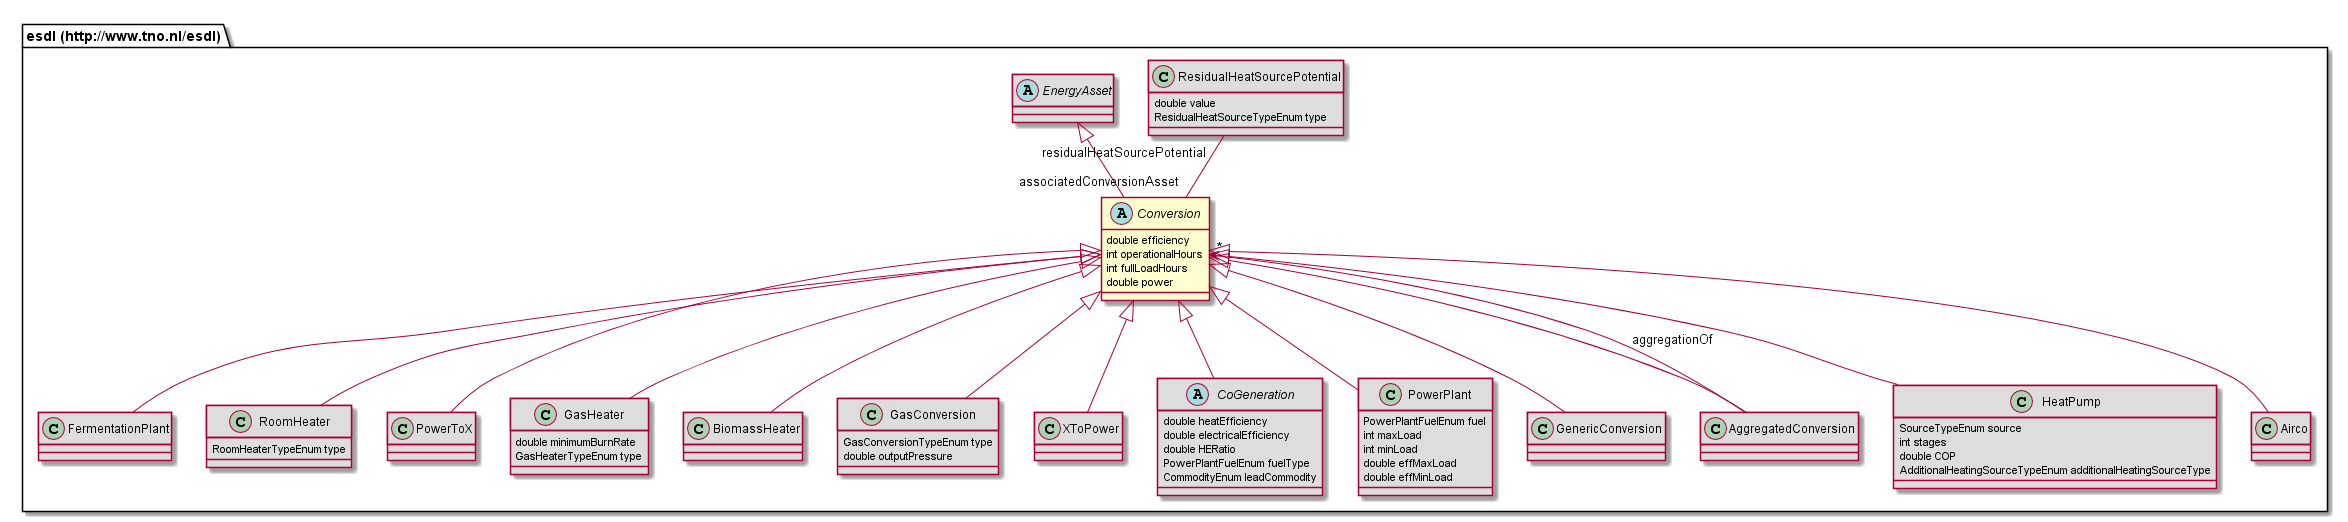 esdl (http://www.tno.nl/esdl)
A EnergyAsset
C ResidualHeatSourcePotential
double value
ResidualHeatSourceTypeEnum type
residualHeatSourcePotential
associatedConversionAsset
A Conversion
double efficiency
int operationalHours
int fullLoadHours
double power
*
aggregationOf
C FermentationPlant
C RoomHeater
RoomHeaterTypeEnum type
C PowerToX
C GasHeater
double minimumBurnRate
GasHeaterTypeEnum type
C BiomassHeater
C GasConversion
GasConversionTypeEnum type
double outputPressure
C XToPower
A CoGeneration
double heatEfficiency
double electricalEfficiency
double HERatio
PowerPlantFuelEnum fuelType
CommodityEnum leadCommodity
C PowerPlant
PowerPlantFuelEnum fuel
int maxLoad
int minLoad
double effMaxLoad
double effMinLoad
C GenericConversion
C AggregatedConversion
C HeatPump
SourceTypeEnum source
int stages
double COP
AdditionalHeatingSourceTypeEnum additionalHeatingSourceType
C Airco